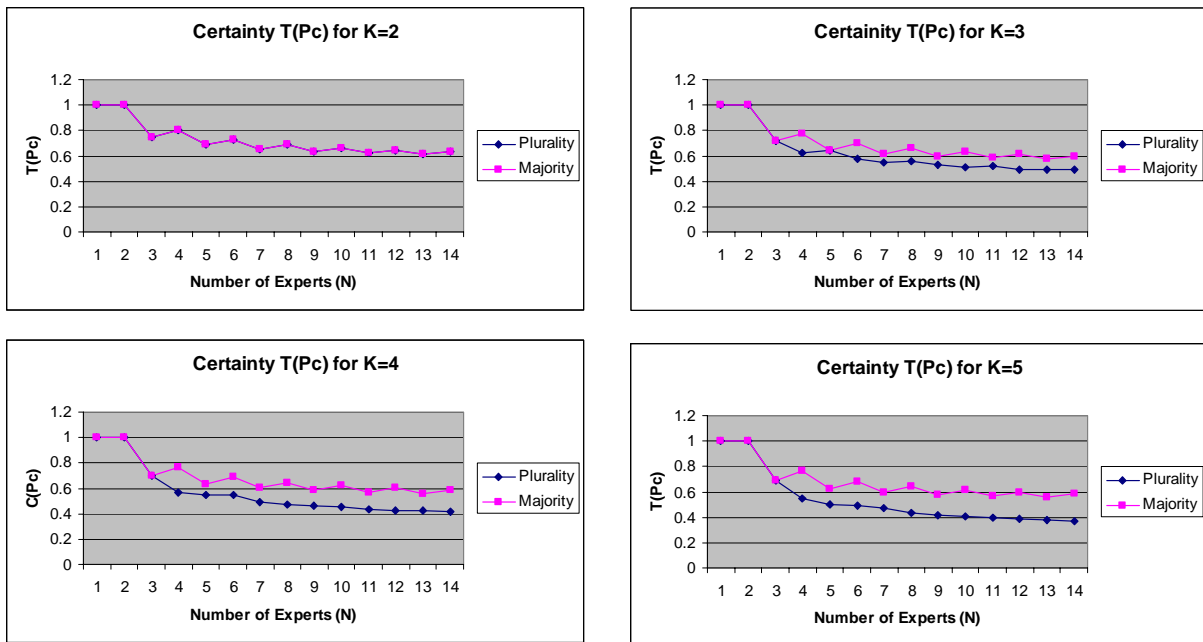 Certainty T(Pc) for K=2
1.2
1
0.8
0.6
0.4
0.2
0
T(Pc)
1 2 3 4 5 6 7 8 9 10 11 12 13 14
Number of Experts (N)
Plurality
Majority
Certainity T(Pc) for K=3
1.2
1
0.8
0.6
0.4
0.2
0
T(Pc)
1 2 3 4 5 6 7 8 9 10 11 12 13 14
Number of Experts (N)
Plurality
Majority
Certainty T(Pc) for K=4
1.2
1
0.8
0.6
0.4
0.2
0
C(Pc)
1 2 3 4 5 6 7 8 9 10 11 12 13 14
Number of Experts (N)
Plurality
Majority
Certainty T(Pc) for K=5
1.2
1
0.8
0.6
0.4
0.2
0
T(Pc)
1 2 3 4 5 6 7 8 9 10 11 12 13 14
Number of Experts (N)
Plurality
Majority